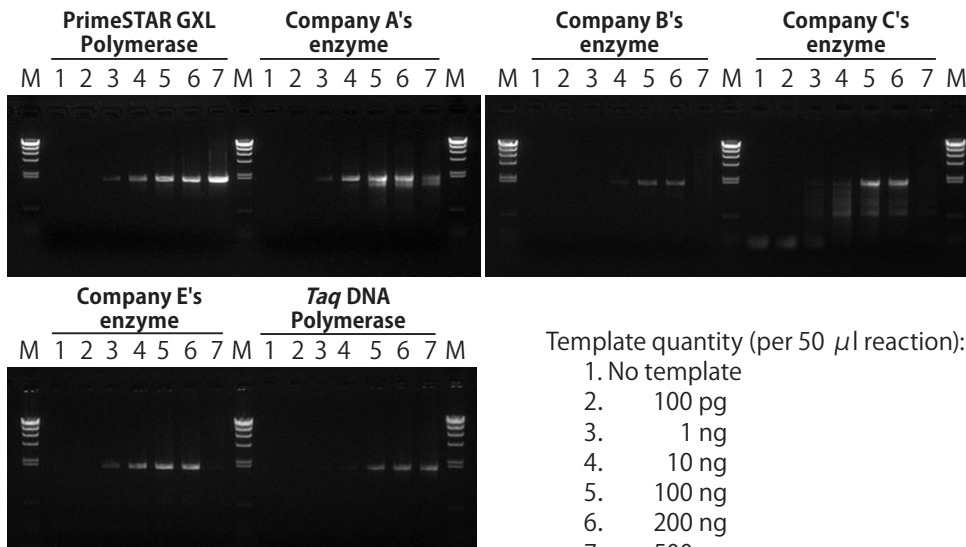 PrimeSTAR GXL Polymerase
Company A's enzyme
Company B's enzyme
Company C's enzyme
M 1 2 3 4 5 6 7 M 1 2 3 4 5 6 7 M
M 1 2 3 4 5 6 7 M 1 2 3 4 5 6 7 M
Company E's enzyme
Taq DNA Polymerase
M 1 2 3 4 5 6 7 M 1 2 3 4 5 6 7 M
Template quantity (per 50 μl reaction):
1. No template
2. 100 pg
3. 1 ng
4. 10 ng
5. 100 ng
6. 200 ng